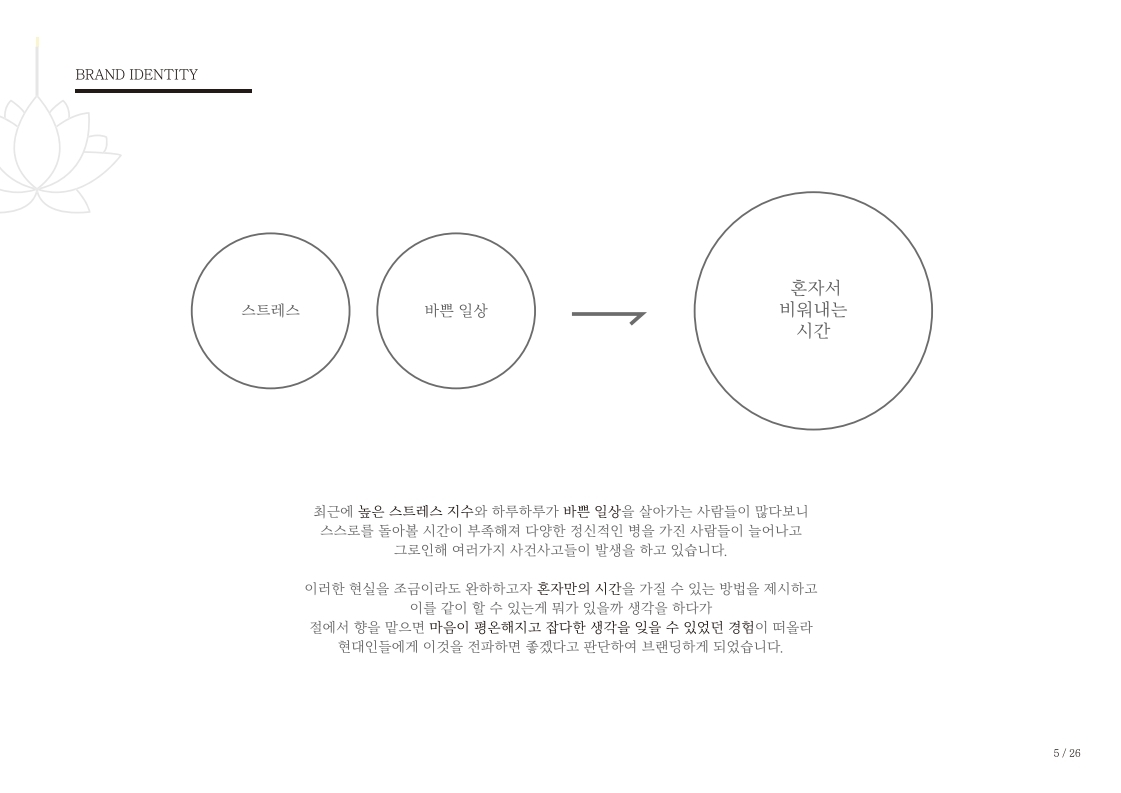 BRAND IDENTITY
스트레스
바쁜 일상
혼자서
비워내는
시간
최근에 높은 스트레스 지수와 하루하루가 바쁜 일상을 살아가는 사람들이 많다보니
스스로를 돌아볼 시간이 부족해져 다양한 정신적인 병을 가진 사람들이 늘어나고
그로인해 여러가지 사건사고들이 발생을 하고 있습니다.
이러한 현실을 조금이라도 완하하고자 혼자만의 시간을 가질 수 있는 방법을 제시하고
이를 같이 할 수 있는게 뭐가 있을까 생각을 하다가
절에서 향을 맡으면 마음이 평온해지고 잡다한 생각을 잊을 수 있었던 경험이 떠올라
현대인들에게 이것을 전파하면 좋겠다고 판단하여 브랜딩하게 되었습니다.
5 / 26